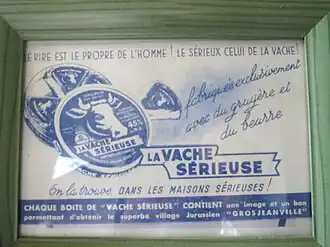 LE RIRE EST LE PROPRE DE L'HOMME ! LE SÉRIEUX CELUI DE LA VACHE !
fabriquée exclusivement
avec du gruyère et
du beurre
VACHE
SÉRIEUSE
LA VACHE
SÉRIEUSE
On la trouve DANS LES MAISONS SÉRIEUSES !
CHAQUE BOITE DE "VACHE SÉRIEUSE" CONTIENT une image et un bon
permettant d'obtenir le superbe village Jurassien "GROSJEANVILLE"